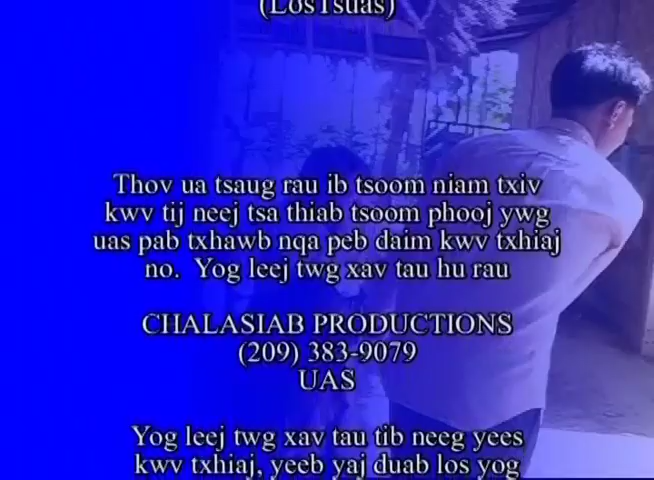 (LosTsuas)
Thov ua tsaug rau ib tsoom niam txiv
kwv tij neej tsa thiab tsoom phooj ywg
uas pab txhawb nqa peb daim kwv txhiaj
no. Yog leej twg xav tau hu rau
CHALASIAB PRODUCTIONS
(209) 383-9079
UAS
Yog leej twg xav tau tib neeg yees
kwv txhiaj, yeeb yaj duab los yog